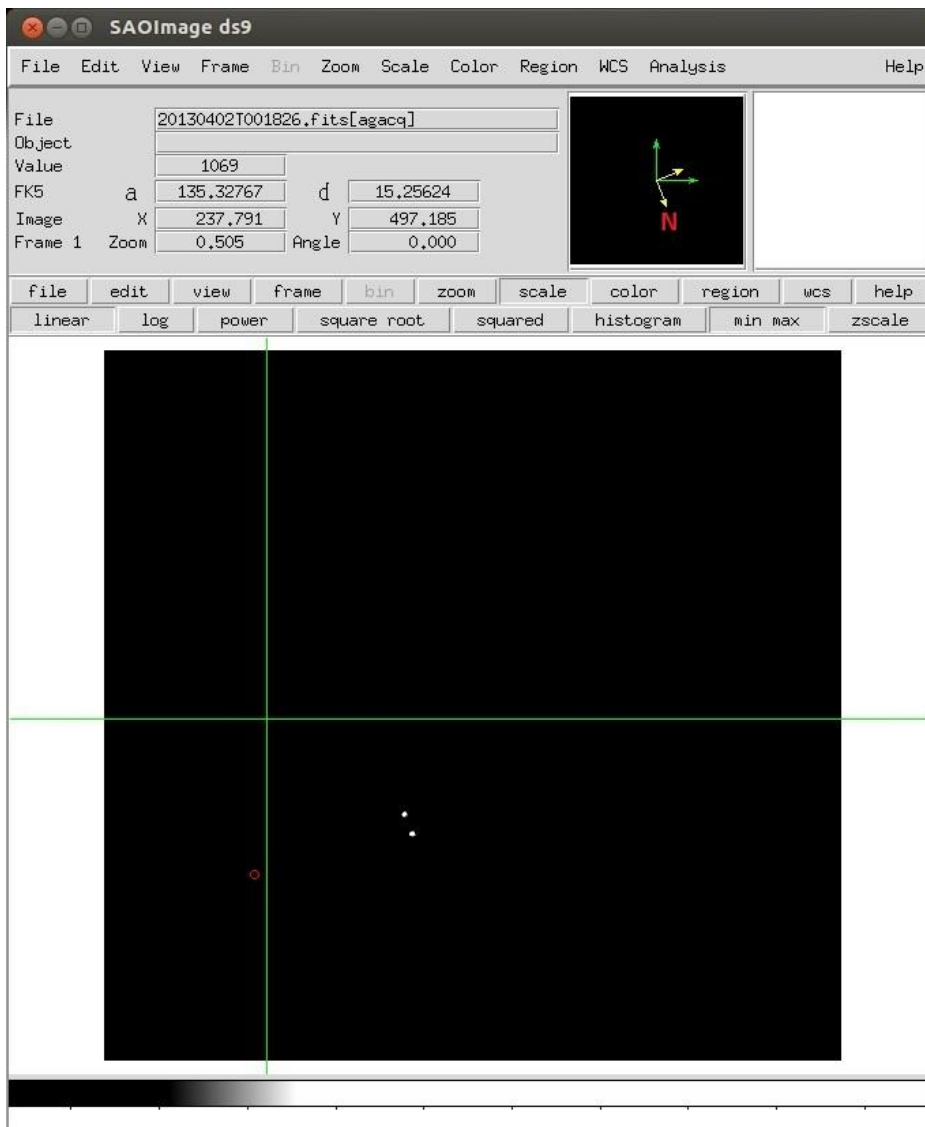 SAOImage ds9
File Edit View Frame Bin Zoom Scale Color Region WCS Analysis Help
File 20130402T001826.fits[agacq]
Object
Value 1069
FK5 a 135.32767 d 15.25624
Image X 237.791 Y 497.185
Frame 1 Zoom 0.505 Angle 0.000
N
file edit view frame bin zoom scale color region wcs help
linear log power square root squared histogram min max zscale